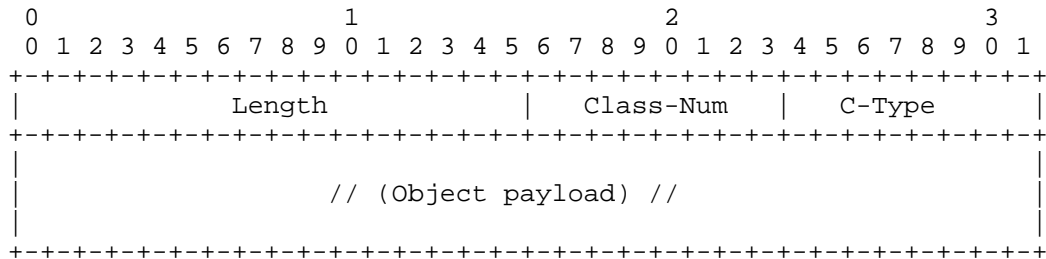 0                   1                   2                   3
 0 1 2 3 4 5 6 7 8 9 0 1 2 3 4 5 6 7 8 9 0 1 2 3 4 5 6 7 8 9 0 1
+-+-+-+-+-+-+-+-+-+-+-+-+-+-+-+-+-+-+-+-+-+-+-+-+-+-+-+-+-+-+-+-+
|             Length            |   Class-Num   |   C-Type      |
+-+-+-+-+-+-+-+-+-+-+-+-+-+-+-+-+-+-+-+-+-+-+-+-+-+-+-+-+-+-+-+-+
|                                                               |
|                   // (Object payload) //                      |
|                                                               |
+-+-+-+-+-+-+-+-+-+-+-+-+-+-+-+-+-+-+-+-+-+-+-+-+-+-+-+-+-+-+-+-+